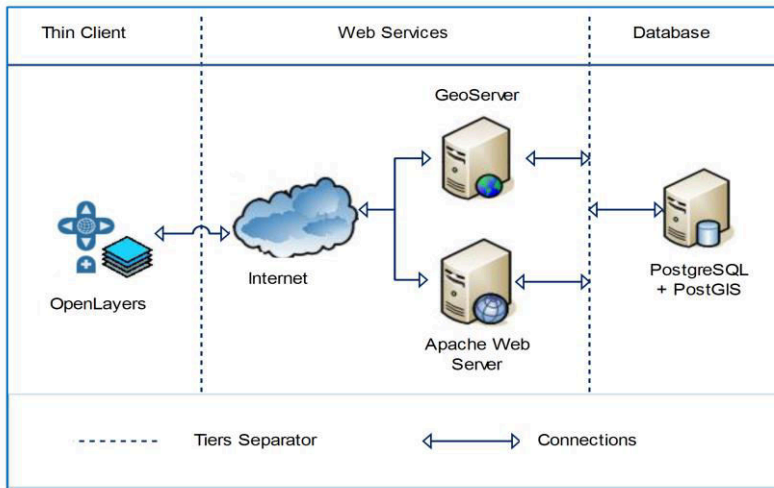 Thin Client
Web Services
Database
GeoServer
OpenLayers
Internet
Apache Web
Server
PostgreSQL
+ PostGIS
Tiers Separator
Connections